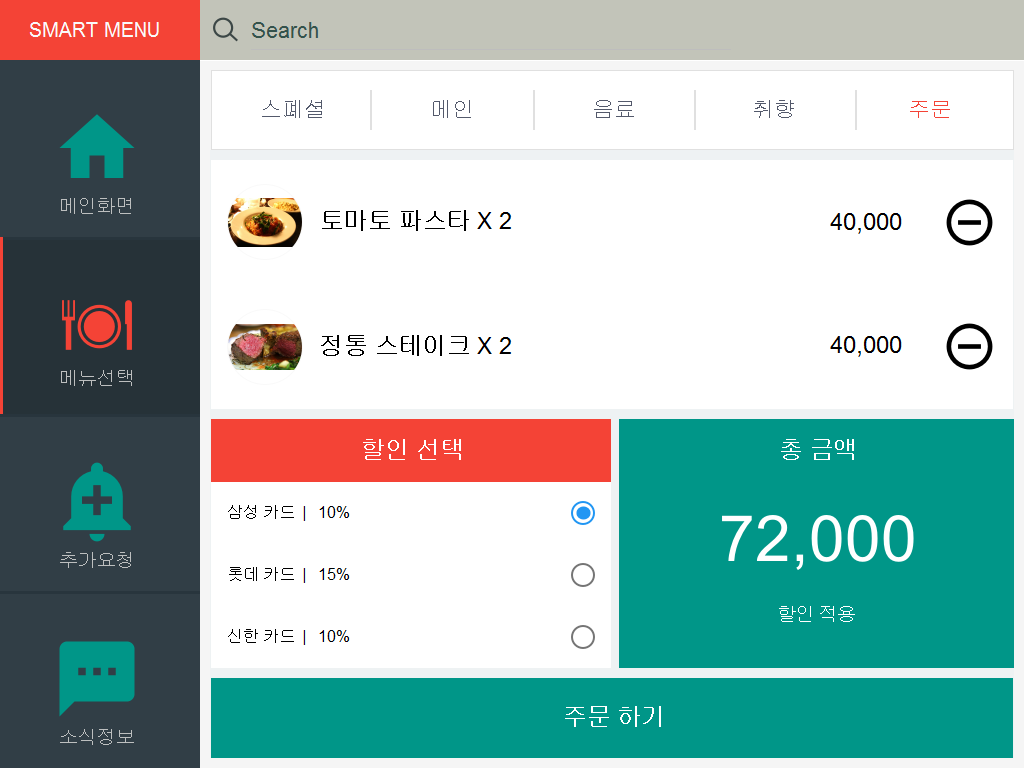 SMART MENU
Search
스폐셜
메인
음료
취향
주문
메인화면
메뉴선택
추가요청
소식정보
토마토 파스타 X 2
40,000
정통 스테이크 X 2
40,000
할인 선택
삼성 카드 | 10%
롯데 카드 | 15%
신한 카드 | 10%
총 금액
72,000
할인 적용
주문 하기